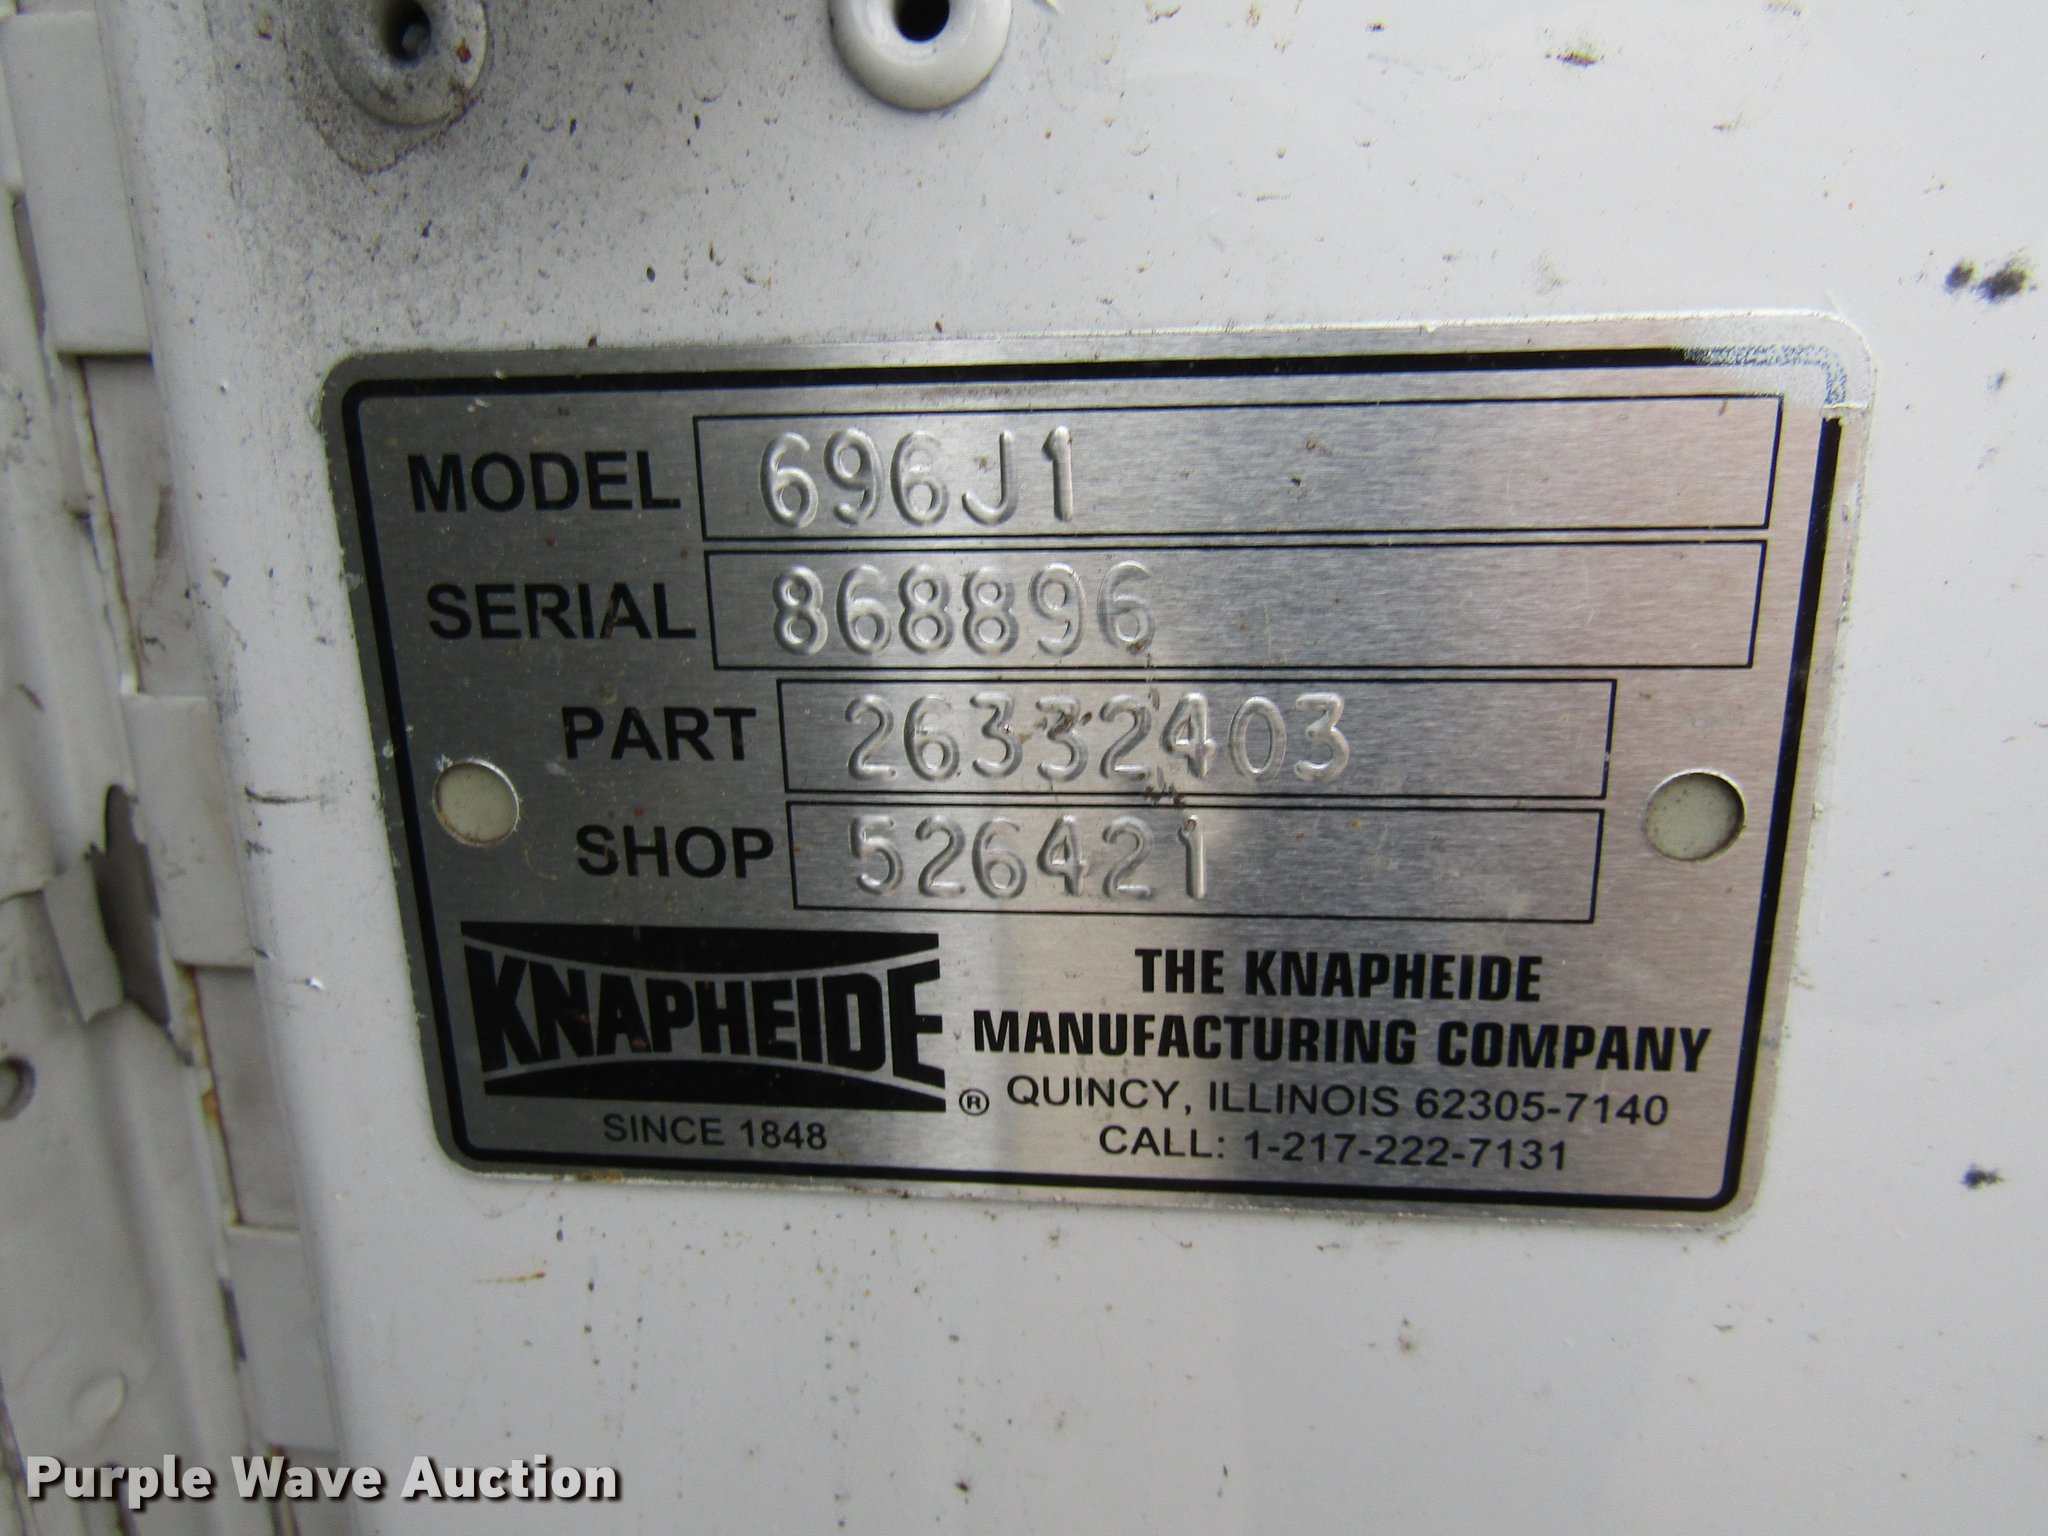 MODEL 696J1
SERIAL 868896
PART 26332403
SHOP 526421
KNAPHEIDE ®
SINCE 1848
THE KNAPHEIDE
MANUFACTURING COMPANY
QUINCY, ILLINOIS 62305-7140
CALL: 1-217-222-7131
Purple Wave Auction